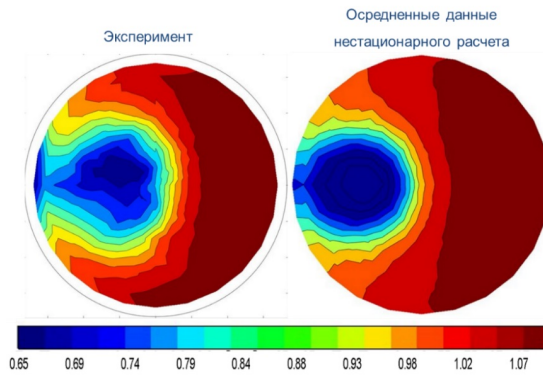 Эксперимент
Осредненные данные
нестационарного расчета
0.65 0.69 0.74 0.79 0.84 0.88 0.93 0.98 1.02 1.07